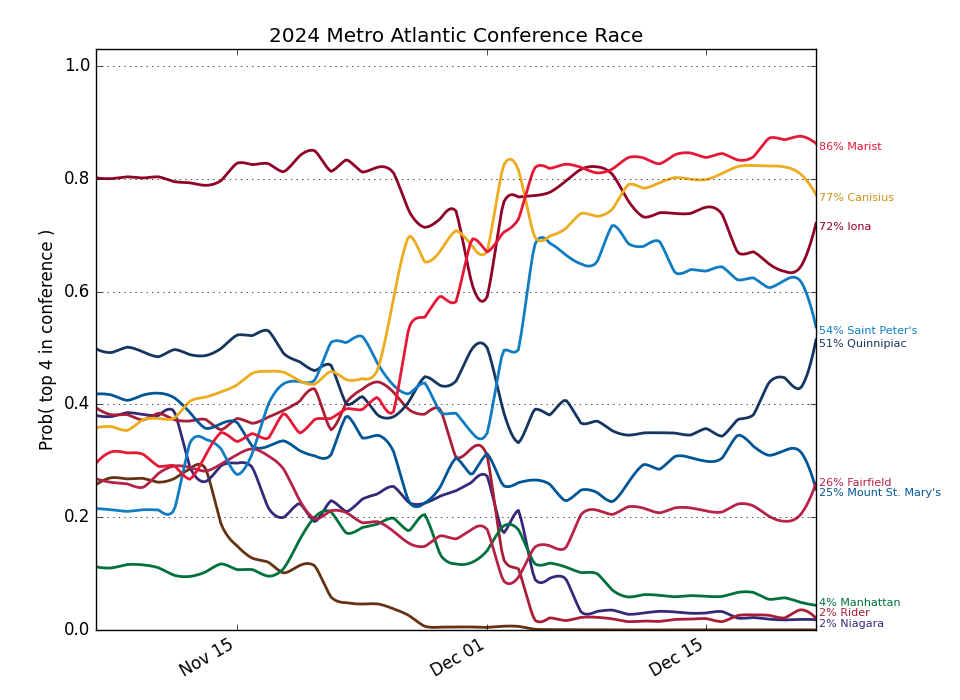 2024 Metro Atlantic Conference Race
Prob( top 4 in conference )
1.0
0.8
0.6
0.4
0.2
0.0
Nov 15
Dec 01
Dec 15
86% Marist
77% Canisius
72% Iona
54% Saint Peter's
51% Quinnipiac
26% Fairfield
25% Mount St. Mary's
4% Manhattan
2% Rider
2% Niagara